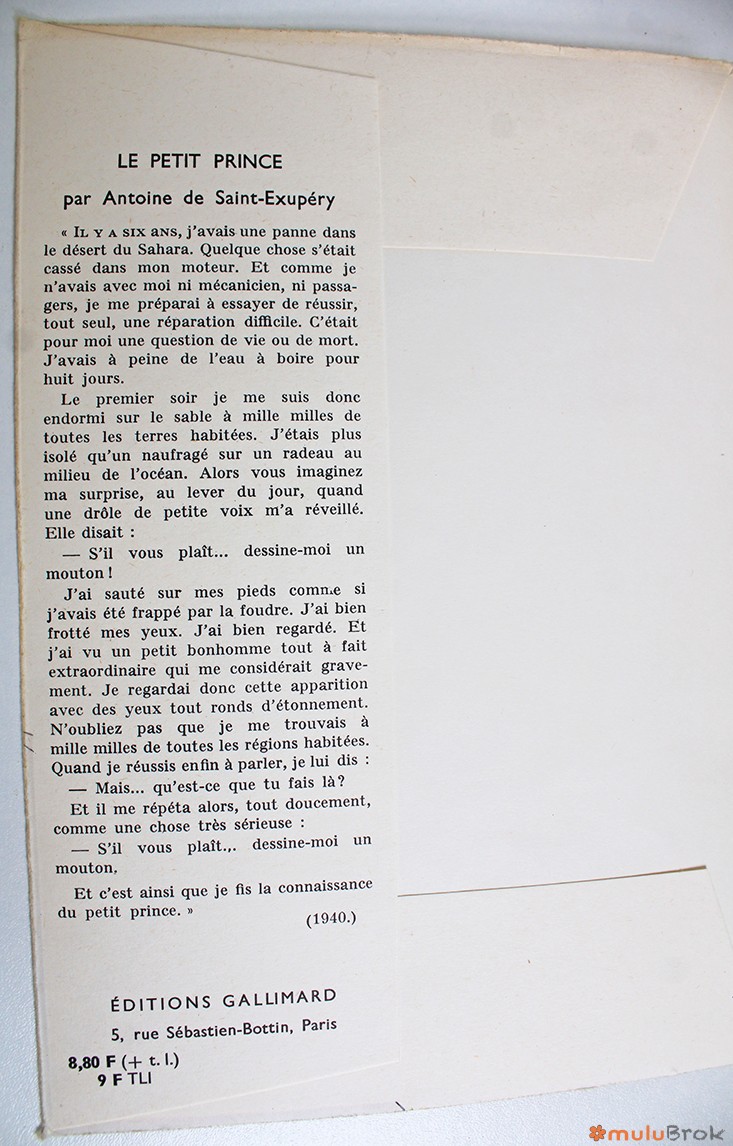 LE PETIT PRINCE
par Antoine de Saint-Exupéry
« IL Y A SIX ANS, j'avais une panne dans
le désert du Sahara. Quelque chose s'était
cassé dans mon moteur. Et comme je
n'avais avec moi ni mécanicien, ni passa-
gers, je me préparai à essayer de réussir,
tout seul, une réparation difficile. C'était
pour moi une question de vie ou de mort.
J'avais à peine de l'eau à boire pour
huit jours.
Le premier soir je me suis donc
endormi sur le sable à mille milles de
toutes les terres habitées. J'étais plus
isolé qu'un naufragé sur un radeau au
milieu de l'océan. Alors vous imaginez
ma surprise, au lever du jour, quand
une drôle de petite voix m'a réveillé.
Elle disait :
— S'il vous plaît... dessine-moi un
mouton !
J'ai sauté sur mes pieds comme si
j'avais été frappé par la foudre. J'ai bien
frotté mes yeux. J'ai bien regardé. Et
j'ai vu un petit bonhomme tout à fait
extraordinaire qui me considérait grave-
ment. Je regardai donc cette apparition
avec des yeux tout ronds d'étonnement.
N'oubliez pas que je me trouvais à
mille milles de toutes les régions habitées.
Quand je réussis enfin à parler, je lui dis :
— Mais... qu'est-ce que tu fais là ?
Et il me répéta alors, tout doucement,
comme une chose très sérieuse :
— S'il vous plaît... dessine-moi un
mouton,
Et c'est ainsi que je fis la connaissance
du petit prince. »
(1940.)
ÉDITIONS GALLIMARD
5, rue Sébastien-Bottin, Paris
8,80 F (+ t. l.)
9 F TLI
muluBrok